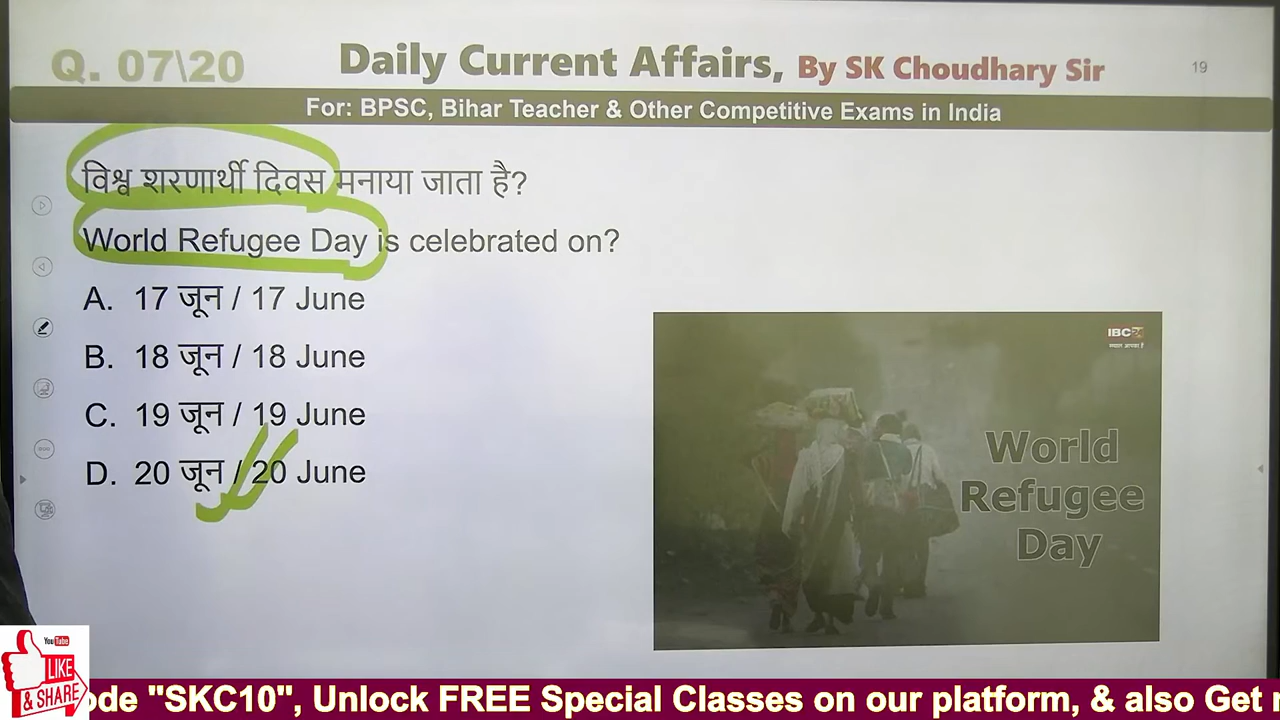 Q. 07\20
Daily Current Affairs, By SK Choudhary Sir
19
For: BPSC, Bihar Teacher & Other Competitive Exams in India
विश्व शरणार्थी दिवस मनाया जाता है?
World Refugee Day is celebrated on?
A. 17 जून / 17 June
B. 18 जून / 18 June
C. 19 जून / 19 June
D. 20 जून / 20 June
IBC24
World
Refugee
Day
YouTube
LIKE
& SHARE
ode "SKC10", Unlock FREE Special Classes on our platform, & also Get